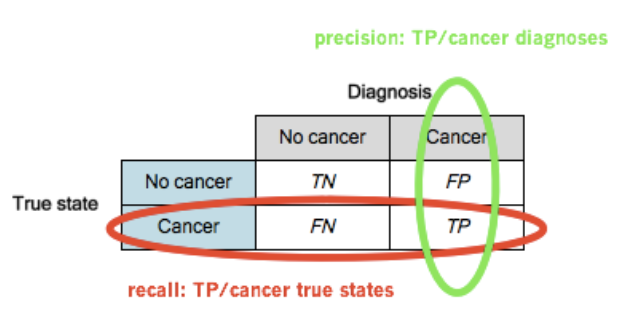 precision: TP/cancer diagnoses
Diagnosis
No cancer Cancer
No cancer TN FP
True state
Cancer FN TP
recall: TP/cancer true states